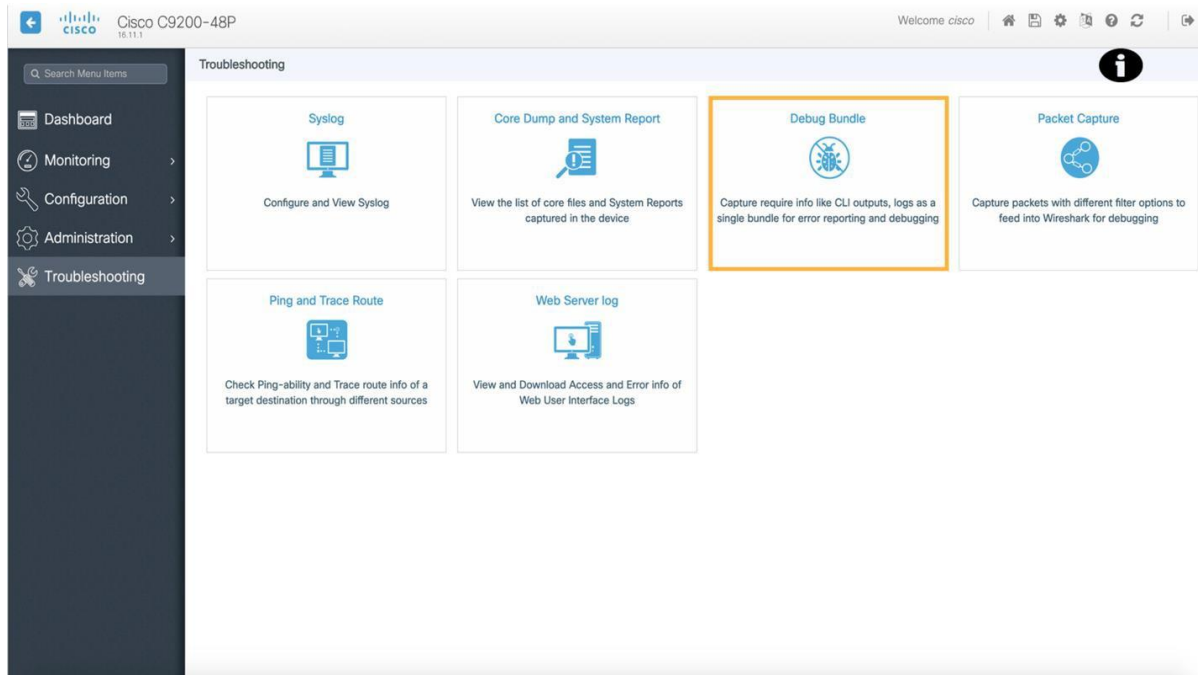 cisco
Cisco C9200-48P
16.11.1
Welcome cisco
Search Menu Items
Dashboard
Monitoring
Configuration
Administration
Troubleshooting
Troubleshooting
i
Syslog
Configure and View Syslog
Core Dump and System Report
View the list of core files and System Reports
captured in the device
Debug Bundle
Capture require info like CLI outputs, logs as a
single bundle for error reporting and debugging
Packet Capture
Capture packets with different filter options to
feed into Wireshark for debugging
Ping and Trace Route
Check Ping-ability and Trace route info of a
target destination through different sources
Web Server log
View and Download Access and Error info of
Web User Interface Logs